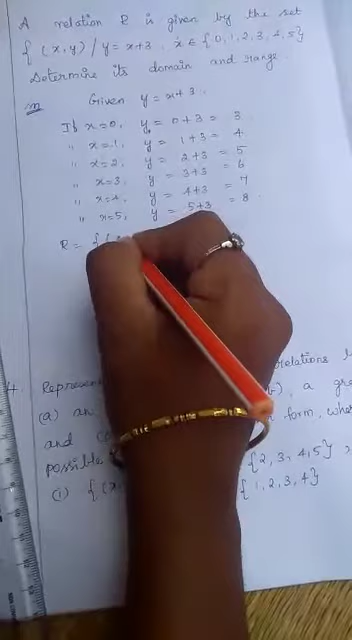 A relation R is given by the set
{ (x, y) / y = x+3, x ∈ {0, 1, 2, 3, 4, 5}
Determine its domain and range.
Given y = x+3.
If x=0, y = 0+3 = 3
" x=1, y = 1+3 = 4
" x=2, y = 2+3 = 5
" x=3, y = 3+3 = 6
" x=4, y = 4+3 = 7
" x=5, y = 5+3 = 8
R = { (
relations
4. Represen a
(a) an form,
and
possible {2, 3, 4, 5},
(i) {(x, {1, 2, 3, 4}